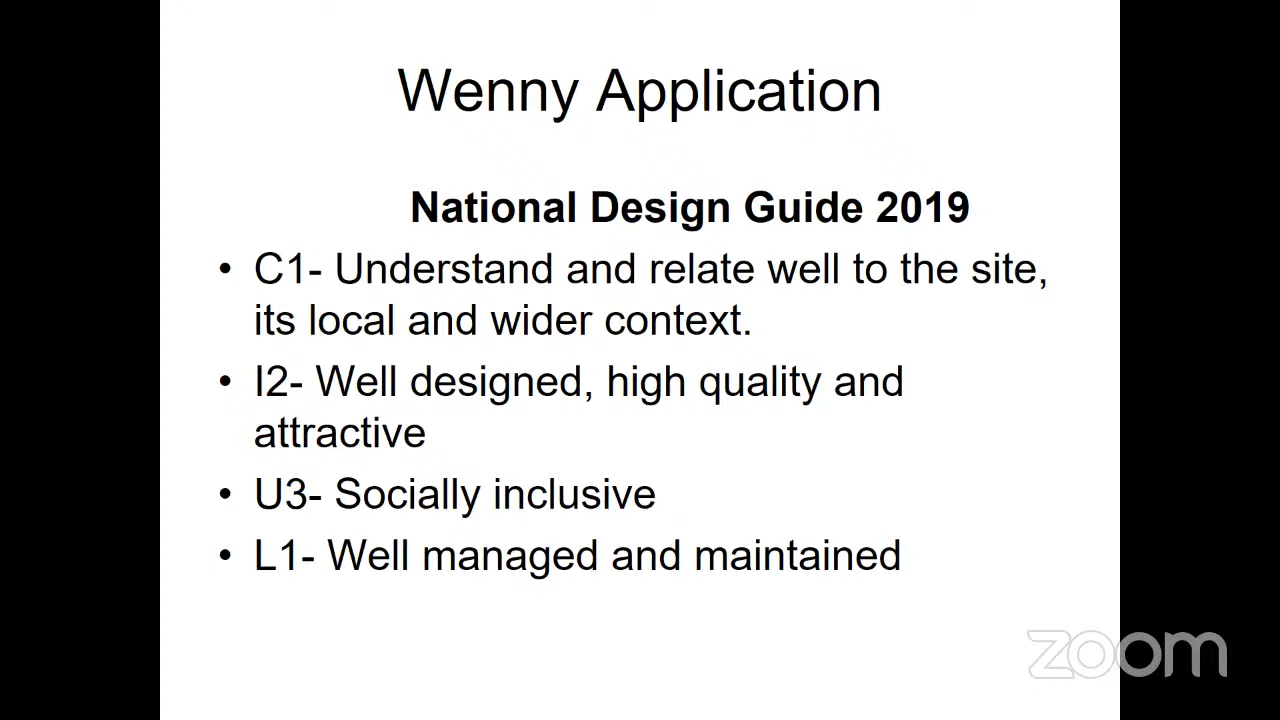 Wenny Application
National Design Guide 2019
• C1- Understand and relate well to the site,
its local and wider context.
• I2- Well designed, high quality and
attractive
• U3- Socially inclusive
• L1- Well managed and maintained
zoom